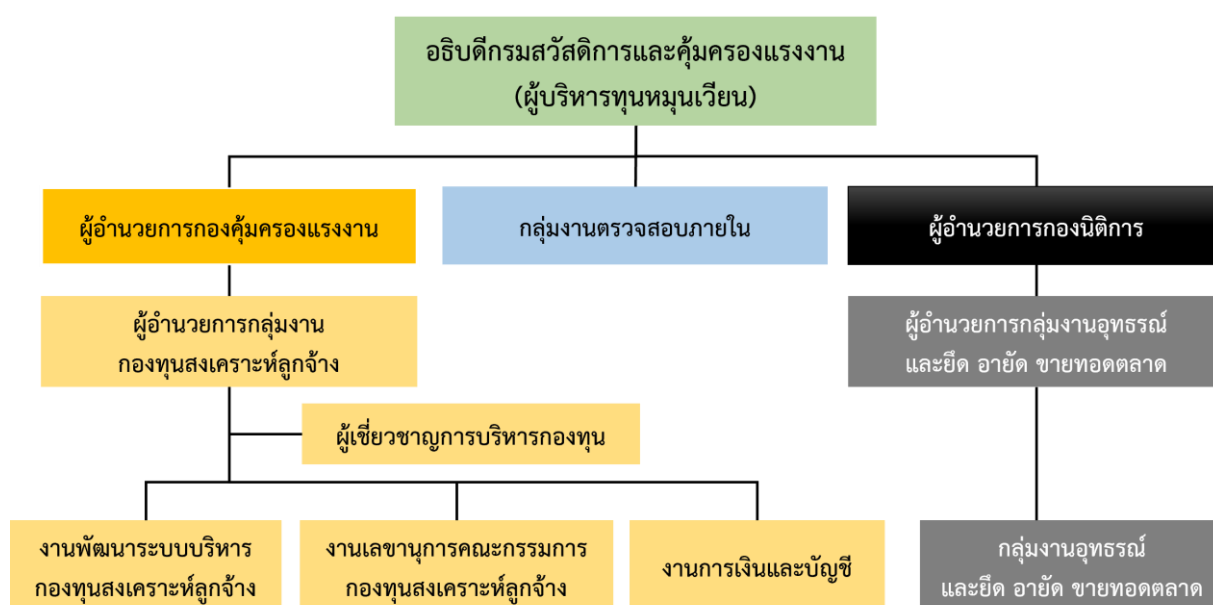 อธิบดีกรมสวัสดิการและคุ้มครองแรงงาน
(ผู้บริหารทุนหมุนเวียน)
ผู้อำนวยการกองคุ้มครองแรงงาน
กลุ่มงานตรวจสอบภายใน
ผู้อำนวยการกองนิติการ
ผู้อำนวยการกลุ่มงาน
กองทุนสงเคราะห์ลูกจ้าง
ผู้อำนวยการกลุ่มงานอุทธรณ์
และยึด อายัด ขายทอดตลาด
ผู้เชี่ยวชาญการบริหารกองทุน
งานพัฒนาระบบบริหาร
กองทุนสงเคราะห์ลูกจ้าง
งานเลขานุการคณะกรรมการ
กองทุนสงเคราะห์ลูกจ้าง
งานการเงินและบัญชี
กลุ่มงานอุทธรณ์
และยึด อายัด ขายทอดตลาด